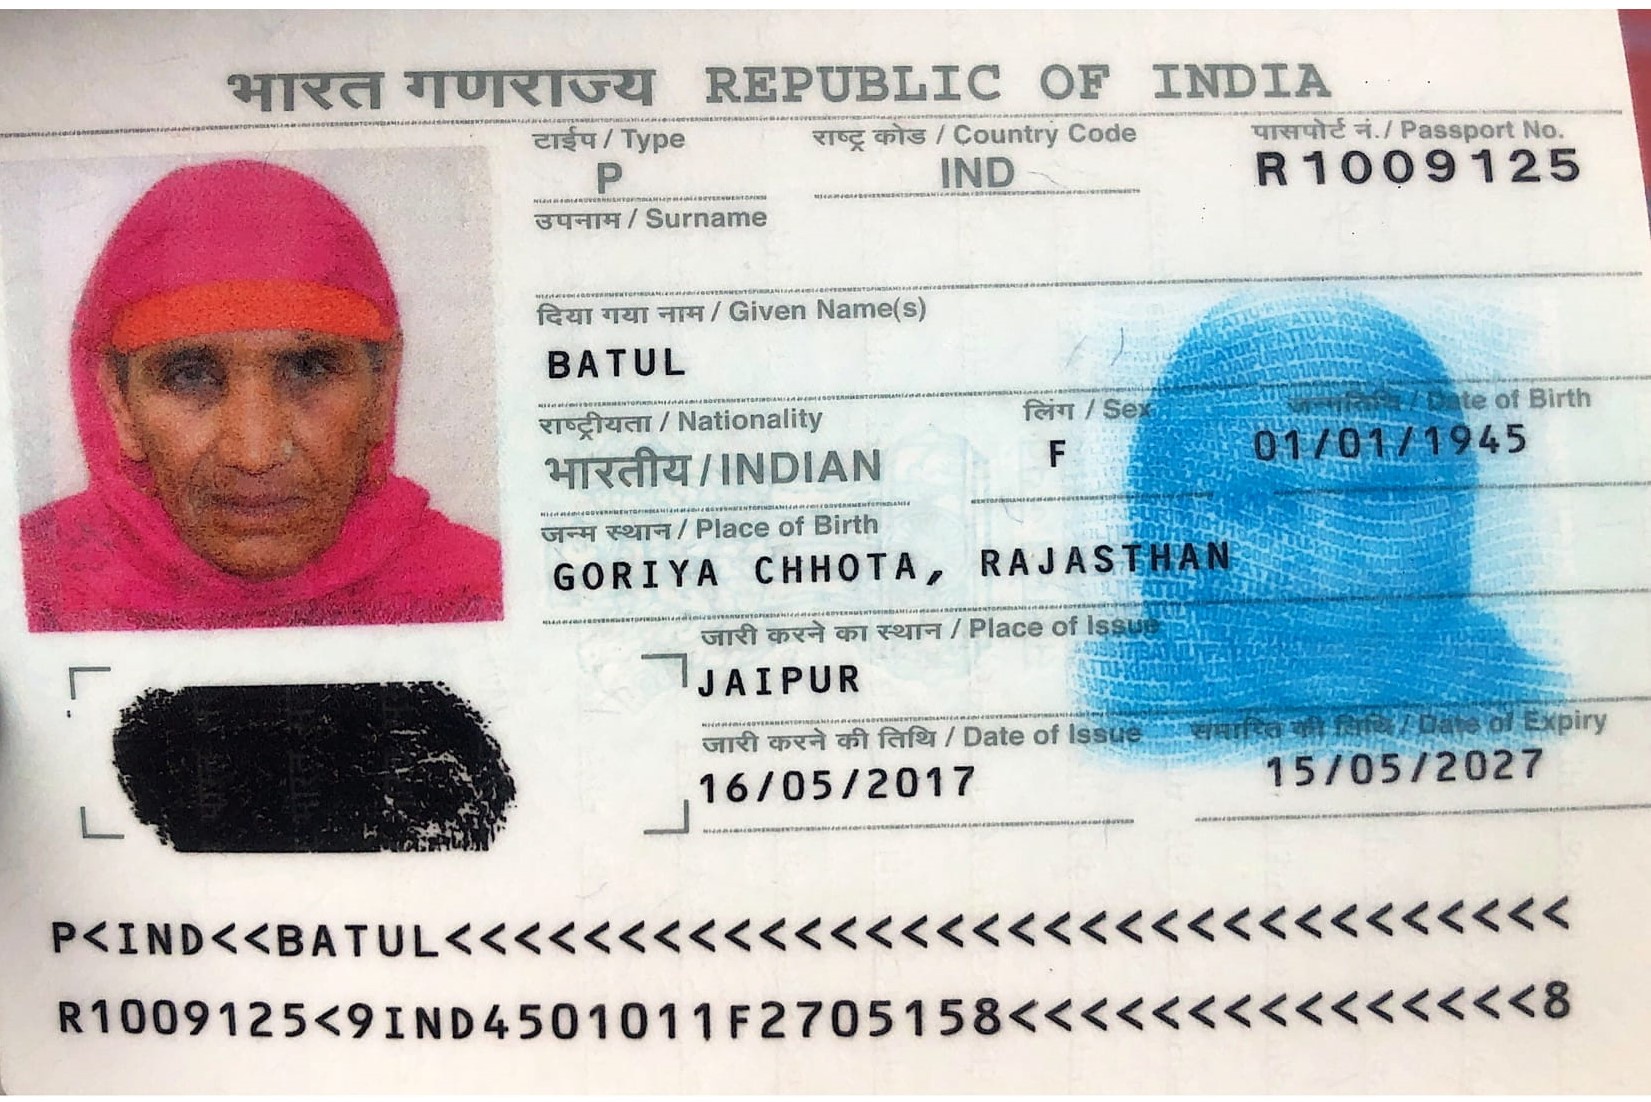 भारत गणराज्य REPUBLIC OF INDIA
टाईप / Type राष्ट्र कोड / Country Code पासपोर्ट नं. / Passport No.
P IND R1009125
उपनाम / Surname
दिया गया नाम / Given Name(s)
BATUL
राष्ट्रीयता / Nationality लिंग / Sex जन्मतिथि / Date of Birth
भारतीय / INDIAN F 01/01/1945
जन्म स्थान / Place of Birth
GORIYA CHHOTA, RAJASTHAN
जारी करने का स्थान / Place of Issue
JAIPUR
जारी करने की तिथि / Date of Issue समाप्ति की तिथि / Date of Expiry
16/05/2017 15/05/2027
P<IND<<BATUL<<<<<<<<<<<<<<<<<<<<<<<<<<<<<<<<
R1009125<9IND4501011F2705158<<<<<<<<<<<<<<<8